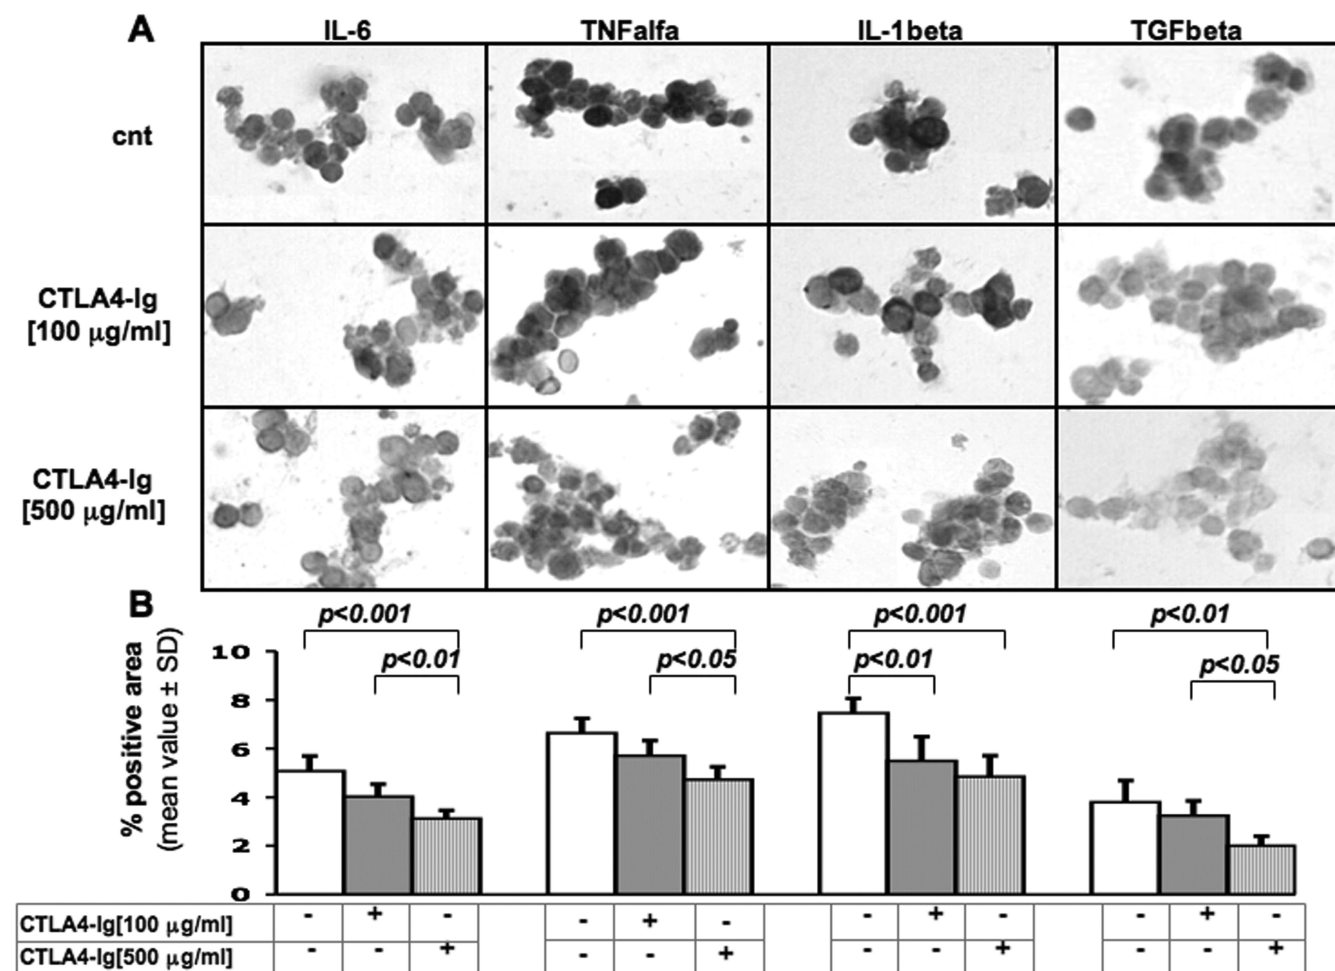 A
IL-6 TNFalfa IL-1beta TGFbeta
cnt
CTLA4-Ig
[100 μg/ml]
CTLA4-Ig
[500 μg/ml]
B
p<0.001 p<0.001 p<0.001 p<0.01
p<0.01 p<0.05 p<0.01 p<0.05
% positive area
(mean value ± SD)
10
8
6
4
2
0
CTLA4-Ig[100 μg/ml] - + - - + - - + - - + -
CTLA4-Ig[500 μg/ml] - - + - - + - - + - - +